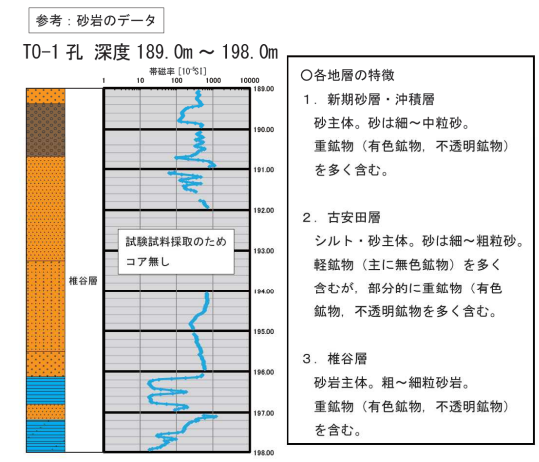 参考：砂岩のデータ
TO-1孔 深度189.0m～198.0m
帯磁率 [10⁻⁵SI]
1 10 100 1000 10000
189.00
190.00
191.00
192.00
193.00
194.00
195.00
196.00
197.00
198.00
椎谷層
試験試料採取のため
コア無し
〇各地層の特徴
１．新期砂層・沖積層
砂主体。砂は細～中粒砂。
重鉱物（有色鉱物，不透明鉱物）
を多く含む。
２．古安田層
シルト・砂主体。砂は細～粗粒砂。
軽鉱物（主に無色鉱物）を多く
含むが，部分的に重鉱物（有色
鉱物，不透明鉱物を多く含む。
３．椎谷層
砂岩主体。粗～細粒砂岩。
重鉱物（有色鉱物，不透明鉱物）
を含む。